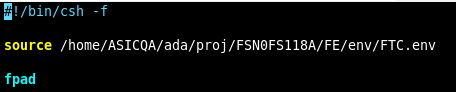 #!/bin/csh -f
source /home/ASICQA/ada/proj/FSN0FS118A/FE/env/FTC.env
fpad